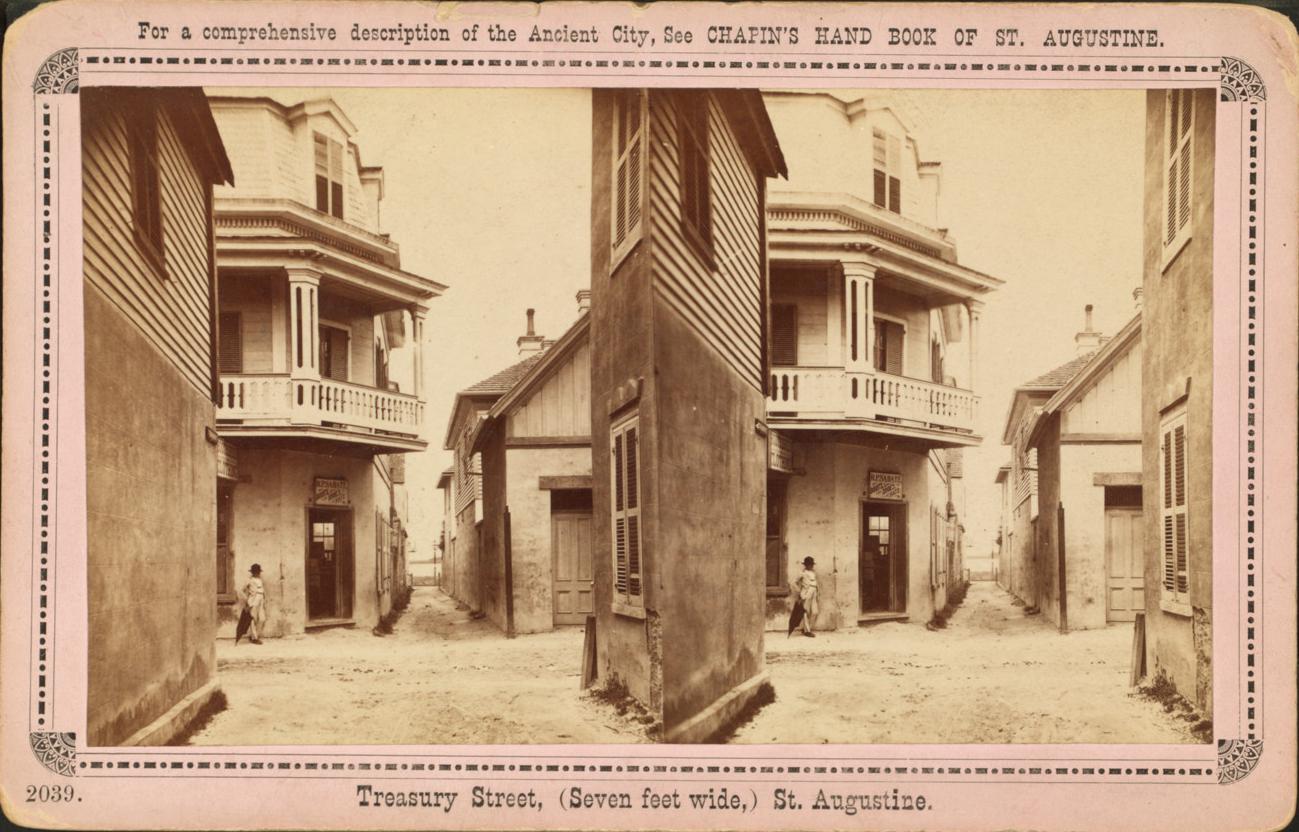 For a comprehensive description of the Ancient City, See CHAPIN'S HAND BOOK OF ST. AUGUSTINE.
2039.
Treasury Street, (Seven feet wide,) St. Augustine.